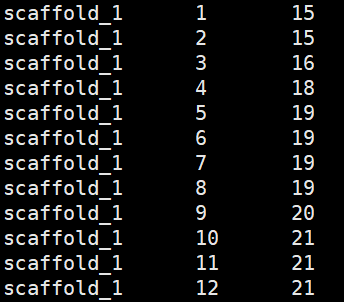 scaffold_1 1 15
scaffold_1 2 15
scaffold_1 3 16
scaffold_1 4 18
scaffold_1 5 19
scaffold_1 6 19
scaffold_1 7 19
scaffold_1 8 19
scaffold_1 9 20
scaffold_1 10 21
scaffold_1 11 21
scaffold_1 12 21